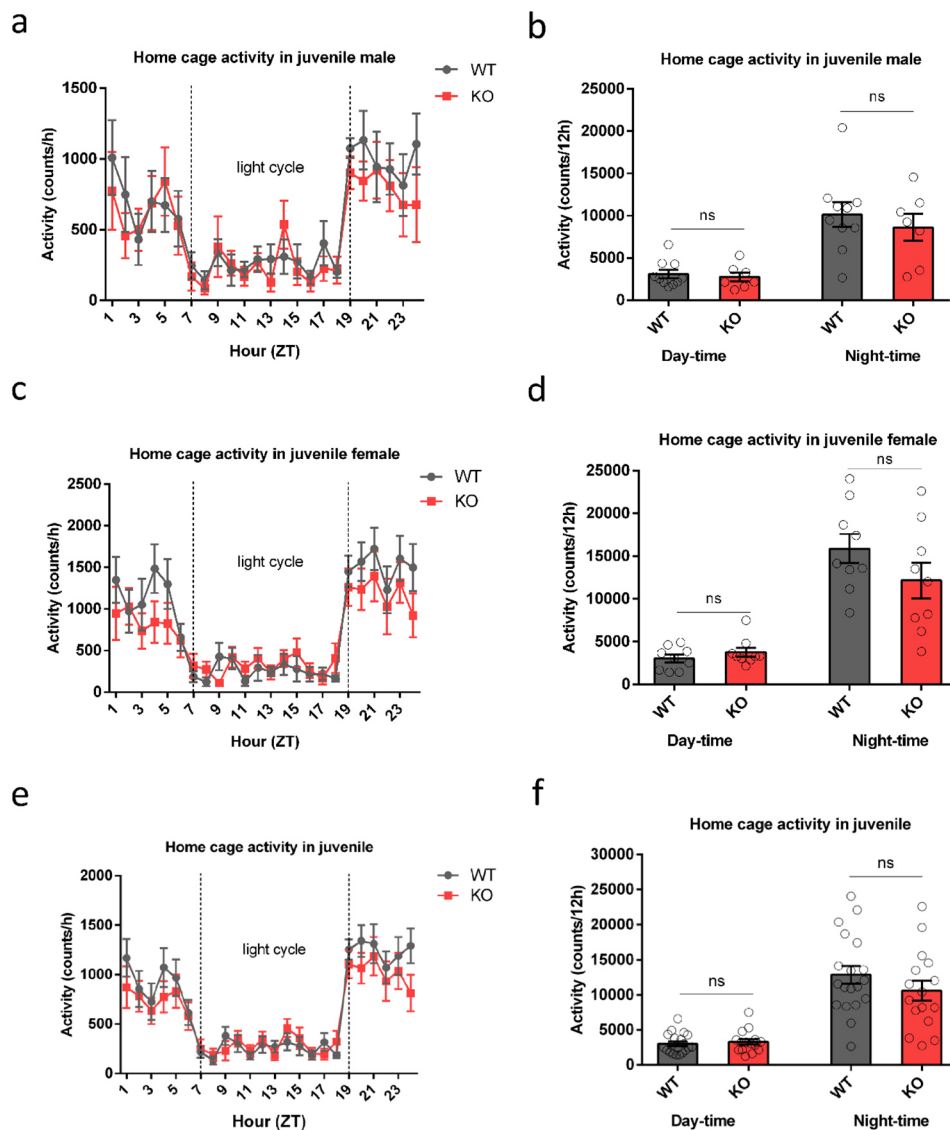 a
Home cage activity in juvenile male
WT
KO
Activity (counts/h)
1500
1000
500
0
light cycle
1 3 5 7 9 11 13 15 17 19 21 23
Hour (ZT)
b
Home cage activity in juvenile male
Activity (counts/12h)
25000
20000
15000
10000
5000
0
ns
ns
WT KO WT KO
Day-time Night-time
c
Home cage activity in juvenile female
WT
KO
Activity (counts/h)
2500
2000
1500
1000
500
0
light cycle
1 3 5 7 9 11 13 15 17 19 21 23
Hour (ZT)
d
Home cage activity in juvenile female
Activity (counts/12h)
25000
20000
15000
10000
5000
0
ns
ns
WT KO WT KO
Day-time Night-time
e
Home cage activity in juvenile
WT
KO
Activity (counts/h)
2000
1500
1000
500
0
light cycle
1 3 5 7 9 11 13 15 17 19 21 23
Hour (ZT)
f
Home cage activity in juvenile
Activity (counts/12h)
30000
25000
20000
15000
10000
5000
0
ns
ns
WT KO WT KO
Day-time Night-time